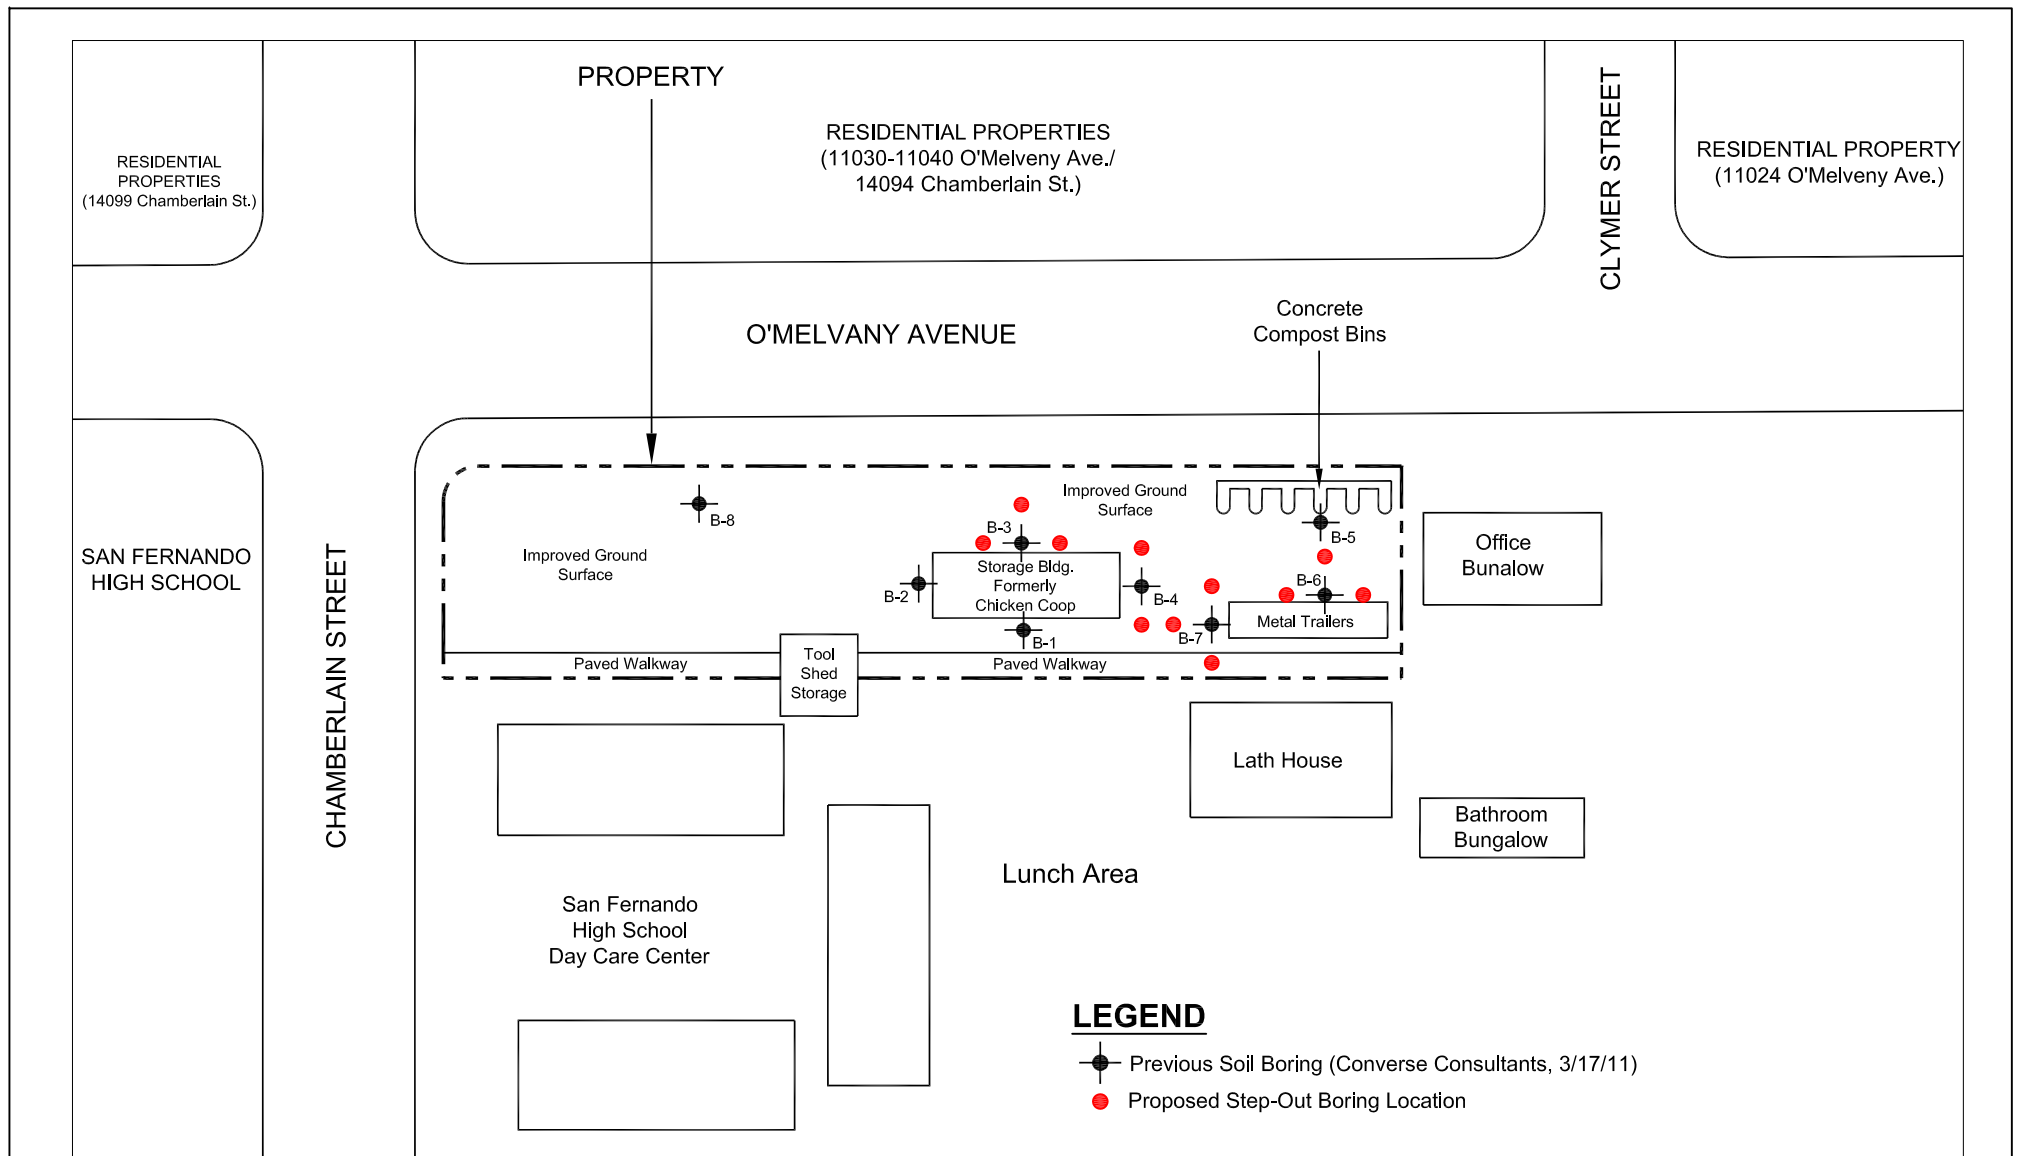 PROPERTY
RESIDENTIAL
PROPERTIES
(14099 Chamberlain St.)
RESIDENTIAL PROPERTIES
(11030-11040 O'Melveny Ave./
14094 Chamberlain St.)
CLYMER STREET
RESIDENTIAL PROPERTY
(11024 O'Melveny Ave.)
O'MELVANY AVENUE
Concrete
Compost Bins
SAN FERNANDO
HIGH SCHOOL
CHAMBERLAIN STREET
B-8
Improved Ground
Surface
Improved Ground
Surface
B-3
B-5
B-2
Storage Bldg.
Formerly
Chicken Coop
B-4
B-6
B-1
B-7
Metal Trailers
Office
Bunalow
Paved Walkway
Tool
Shed
Storage
Paved Walkway
Lath House
Bathroom
Bungalow
Lunch Area
San Fernando
High School
Day Care Center
LEGEND
Previous Soil Boring (Converse Consultants, 3/17/11)
Proposed Step-Out Boring Location